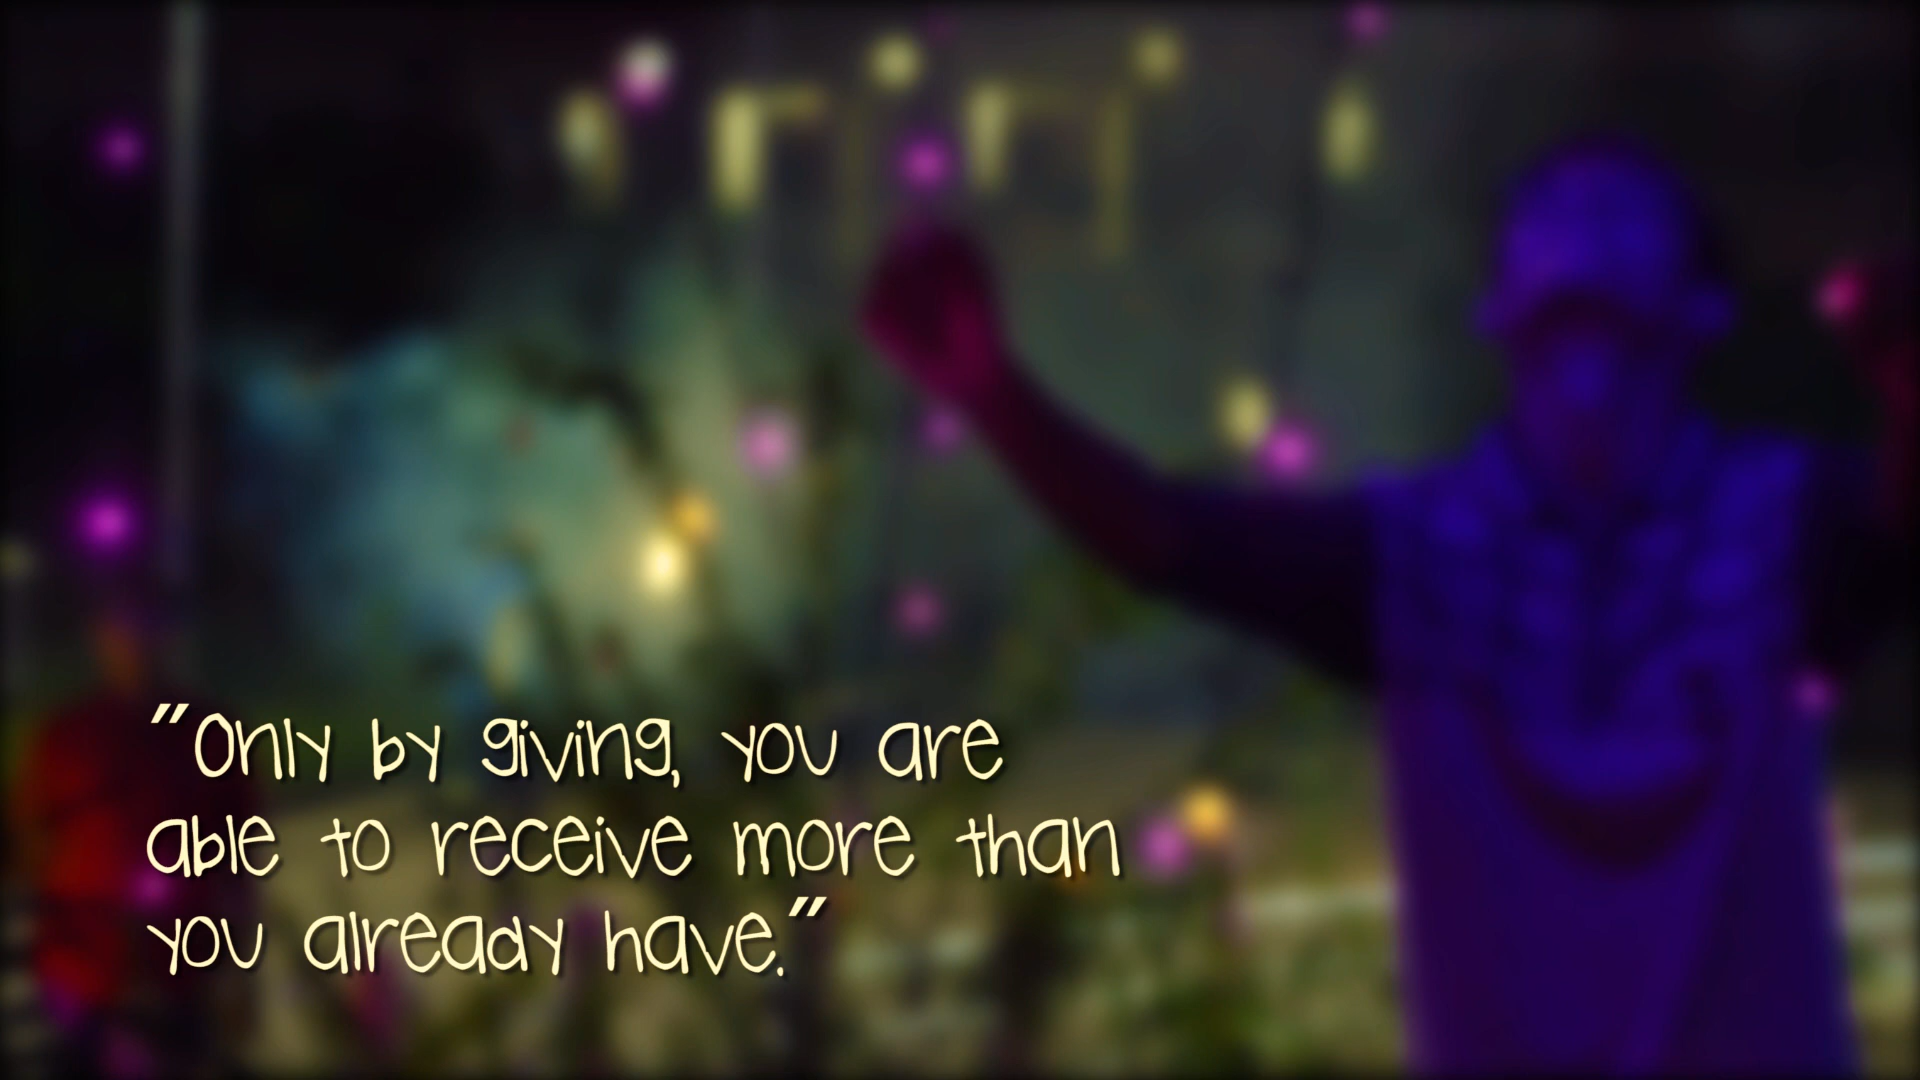 "Only by giving, you are
able to receive more than
you already have."